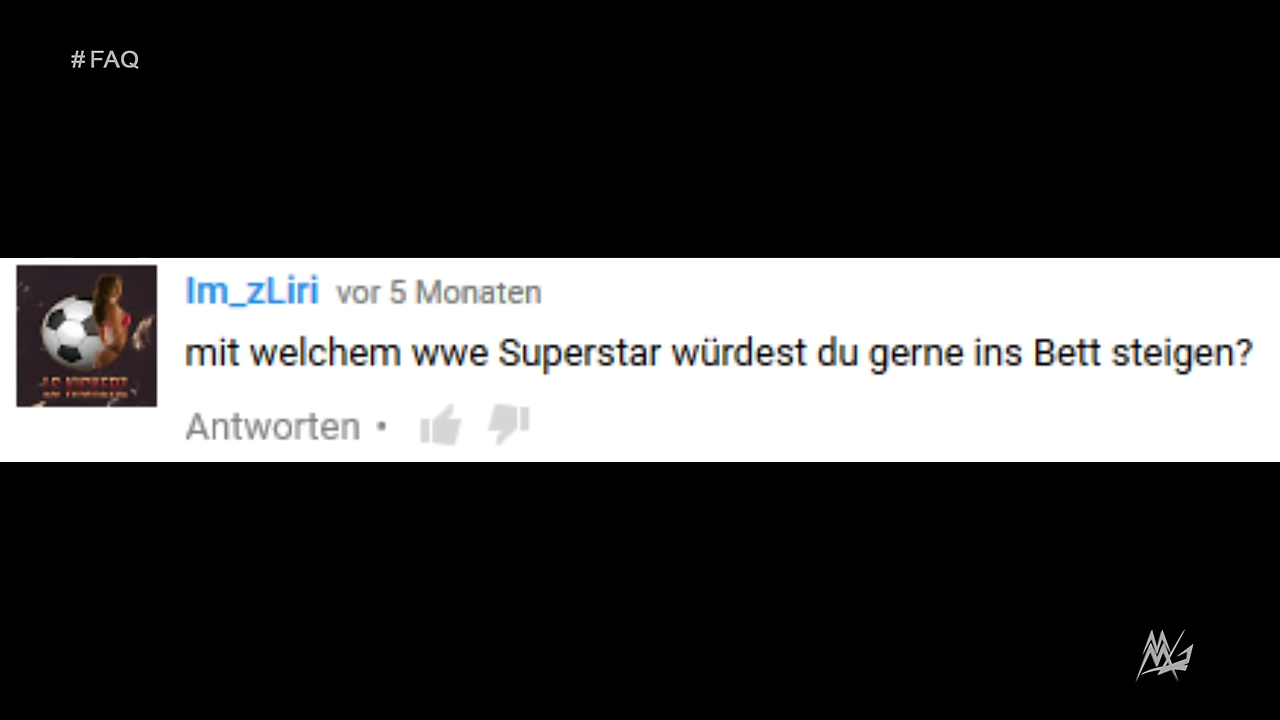 #FAQ
Im_zLiri vor 5 Monaten
mit welchem wwe Superstar würdest du gerne ins Bett steigen?
Antworten •